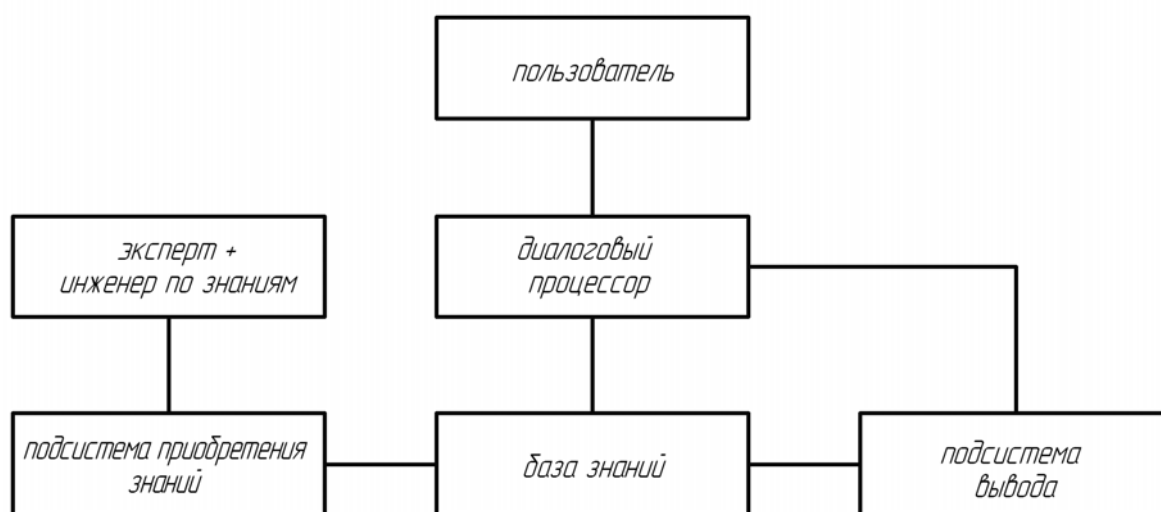 пользователь
эксперт +
инженер по знаниям
диалоговый
процессор
подсистема приобретения
знаний
база знаний
подсистема
вывода